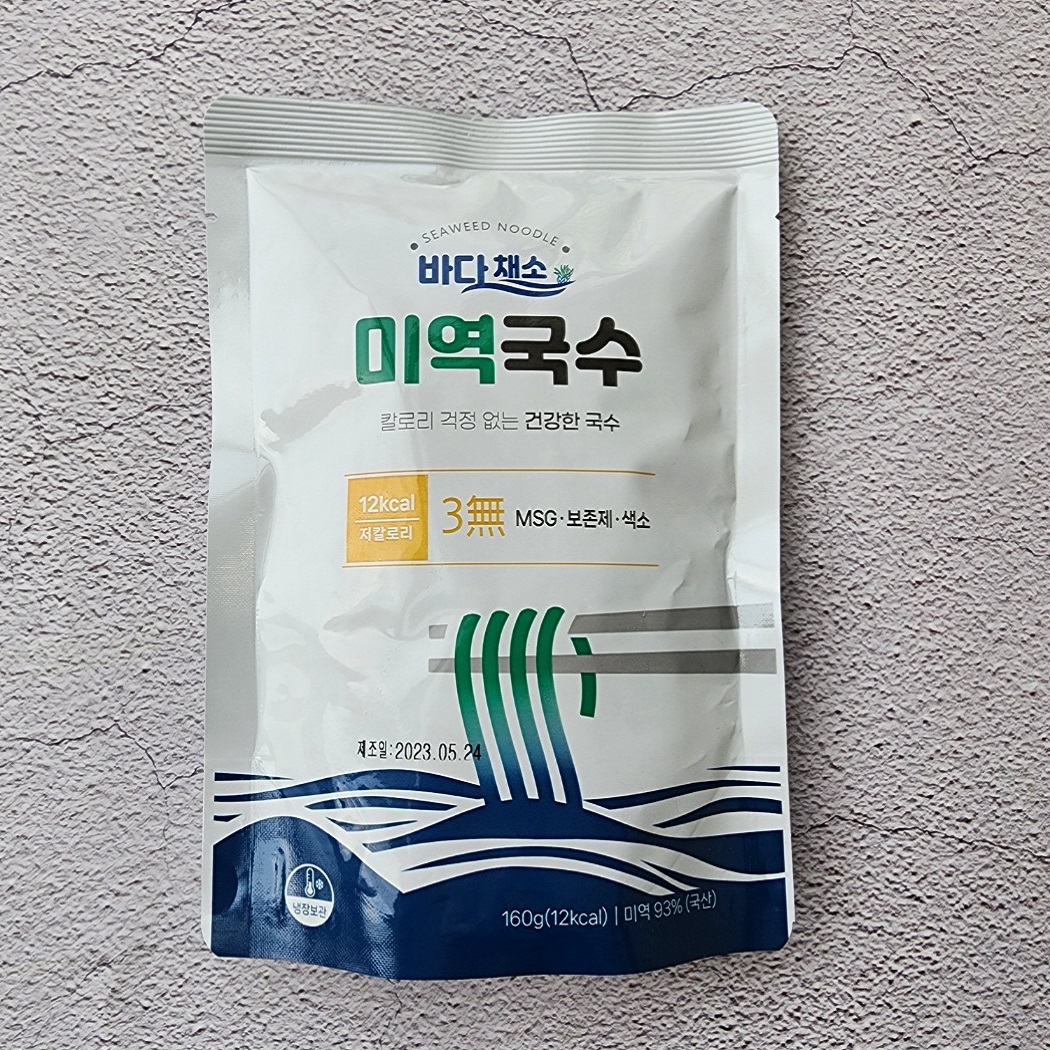 SEAWEED NOODLE
바다 채소
미역국수
칼로리 걱정 없는 건강한 국수
12kcal
저칼로리
3無 MSG·보존제·색소
제조일:2023.05.24
냉장보관
160g(12kcal) | 미역 93% (국산)